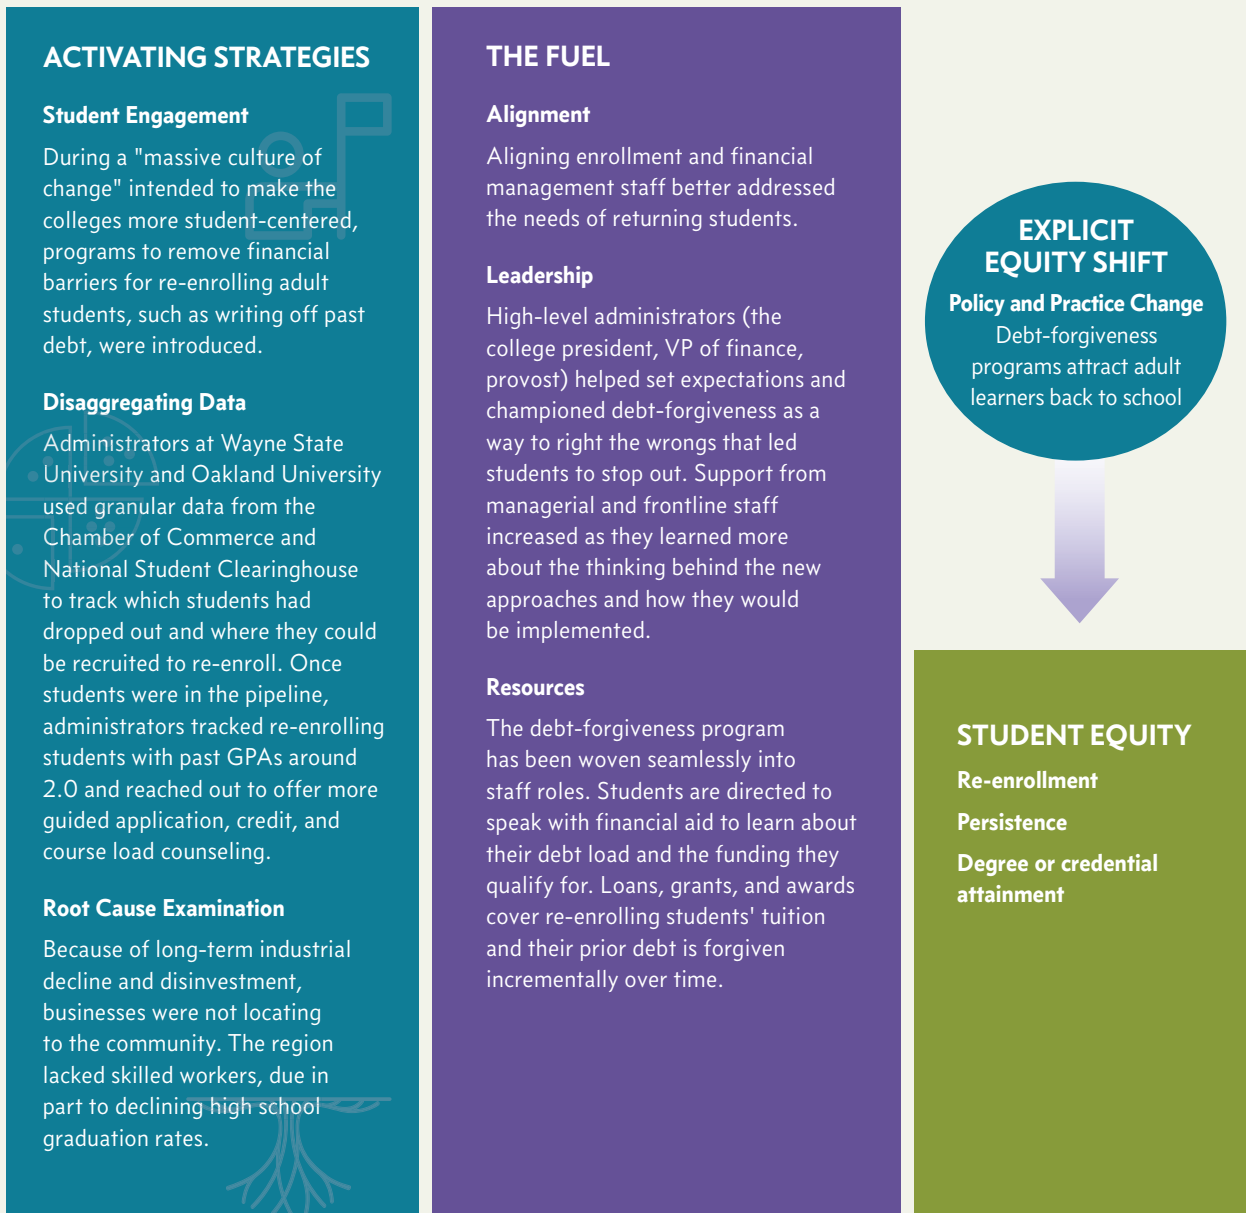 ACTIVATING STRATEGIES
Student Engagement
During a "massive culture of
change" intended to make the
colleges more student-centered,
programs to remove financial
barriers for re-enrolling adult
students, such as writing off past
debt, were introduced.
Disaggregating Data
Administrators at Wayne State
University and Oakland University
used granular data from the
Chamber of Commerce and
National Student Clearinghouse
to track which students had
dropped out and where they could
be recruited to re-enroll. Once
students were in the pipeline,
administrators tracked re-enrolling
students with past GPAs around
2.0 and reached out to offer more
guided application, credit, and
course load counseling.
Root Cause Examination
Because of long-term industrial
decline and disinvestment,
businesses were not locating
to the community. The region
lacked skilled workers, due in
part to declining high school
graduation rates.
THE FUEL
Alignment
Aligning enrollment and financial
management staff better addressed
the needs of returning students.
Leadership
High-level administrators (the
college president, VP of finance,
provost) helped set expectations and
championed debt-forgiveness as a
way to right the wrongs that led
students to stop out. Support from
managerial and frontline staff
increased as they learned more
about the thinking behind the new
approaches and how they would
be implemented.
Resources
The debt-forgiveness program
has been woven seamlessly into
staff roles. Students are directed to
speak with financial aid to learn about
their debt load and the funding they
qualify for. Loans, grants, and awards
cover re-enrolling students' tuition
and their prior debt is forgiven
incrementally over time.
EXPLICIT
EQUITY SHIFT
Policy and Practice Change
Debt-forgiveness
programs attract adult
learners back to school
STUDENT EQUITY
Re-enrollment
Persistence
Degree or credential
attainment